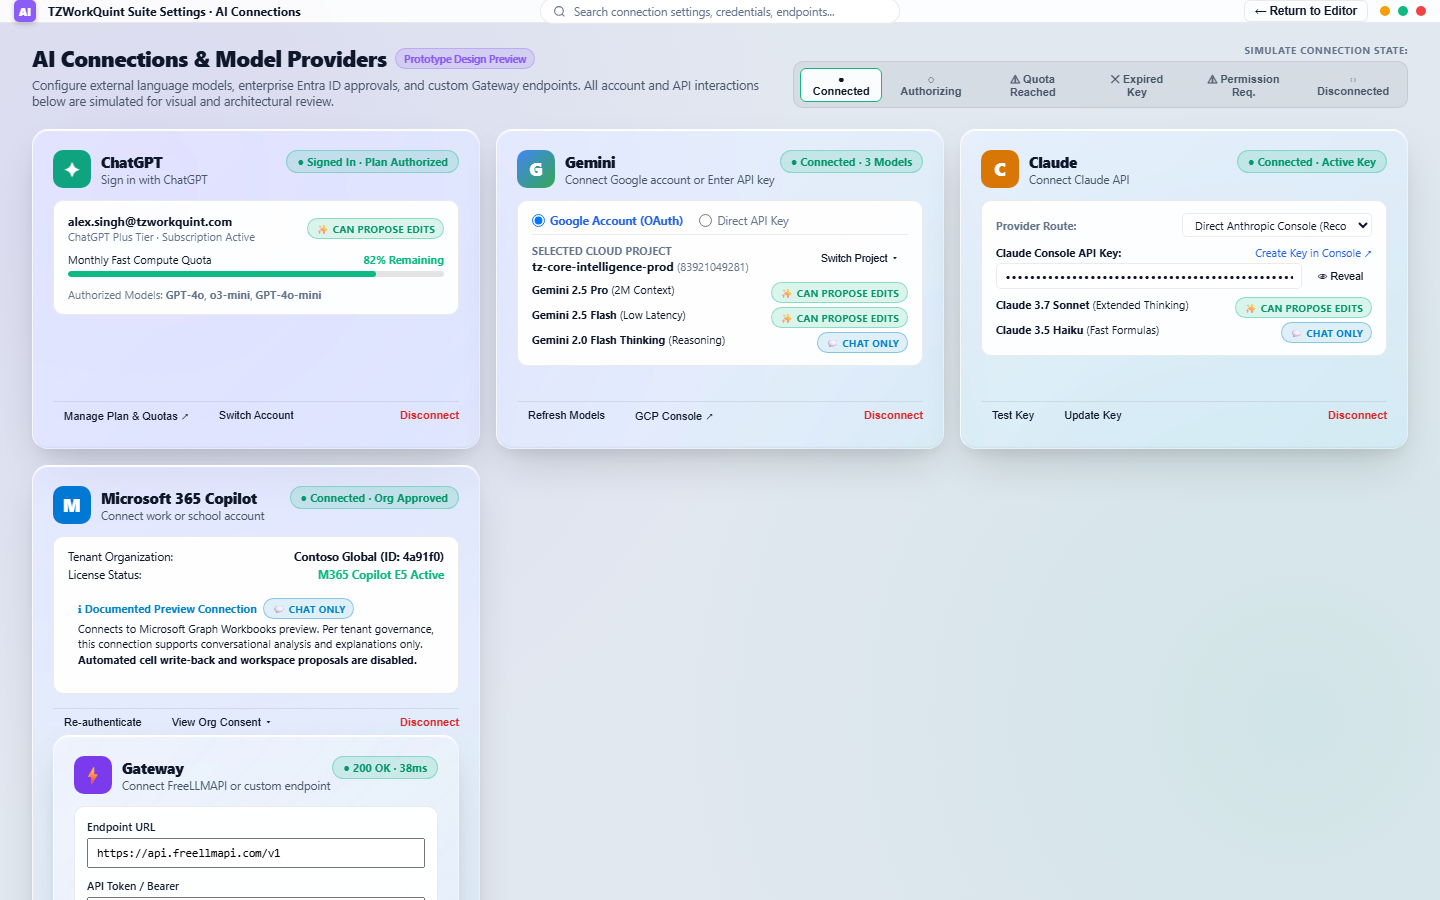 AI TZWorkQuint Suite Settings · AI Connections
Search connection settings, credentials, endpoints...
← Return to Editor
AI Connections & Model Providers Prototype Design Preview
Configure external language models, enterprise Entra ID approvals, and custom Gateway endpoints. All account and API interactions
below are simulated for visual and architectural review.
SIMULATE CONNECTION STATE:
● Connected
○ Authorizing
⚠ Quota Reached
✕ Expired Key
⚠ Permission Req.
Disconnected
ChatGPT
Sign in with ChatGPT
● Signed In · Plan Authorized
alex.singh@tzworkquint.com
ChatGPT Plus Tier · Subscription Active
✨ CAN PROPOSE EDITS
Monthly Fast Compute Quota 82% Remaining
Authorized Models: GPT-4o, o3-mini, GPT-4o-mini
Manage Plan & Quotas ↗ Switch Account Disconnect
G Gemini
Connect Google account or Enter API key
● Connected · 3 Models
Google Account (OAuth) Direct API Key
SELECTED CLOUD PROJECT
tz-core-intelligence-prod (83921049281)
Switch Project
Gemini 2.5 Pro (2M Context) ✨ CAN PROPOSE EDITS
Gemini 2.5 Flash (Low Latency) ✨ CAN PROPOSE EDITS
Gemini 2.0 Flash Thinking (Reasoning) 💬 CHAT ONLY
Refresh Models GCP Console ↗ Disconnect
C Claude
Connect Claude API
● Connected · Active Key
Provider Route: Direct Anthropic Console (Reco
Claude Console API Key: Create Key in Console ↗
👁 Reveal
Claude 3.7 Sonnet (Extended Thinking) ✨ CAN PROPOSE EDITS
Claude 3.5 Haiku (Fast Formulas) 💬 CHAT ONLY
Test Key Update Key Disconnect
M Microsoft 365 Copilot
Connect work or school account
● Connected · Org Approved
Tenant Organization: Contoso Global (ID: 4a91f0)
License Status: M365 Copilot E5 Active
ℹ Documented Preview Connection 💬 CHAT ONLY
Connects to Microsoft Graph Workbooks preview. Per tenant governance,
this connection supports conversational analysis and explanations only.
Automated cell write-back and workspace proposals are disabled.
Re-authenticate View Org Consent Disconnect
Gateway
Connect FreeLLMAPI or custom endpoint
● 200 OK · 38ms
Endpoint URL
https://api.freellmapi.com/v1
API Token / Bearer